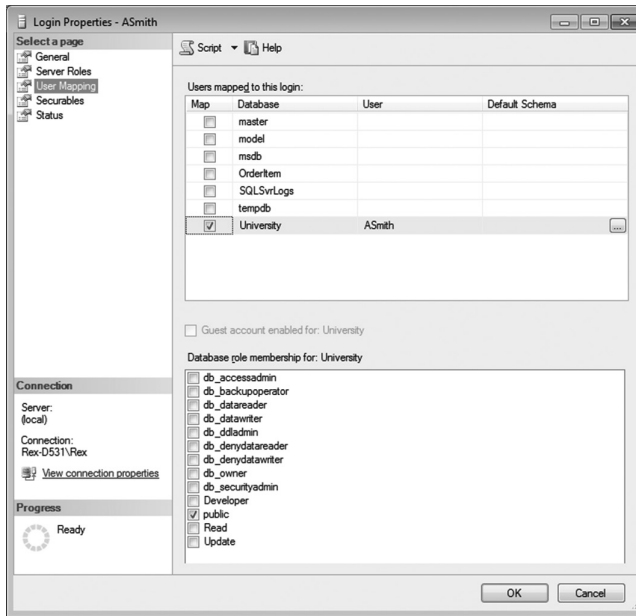 Login Properties - ASmith
Select a page
General
Server Roles
User Mapping
Securables
Status
Script Help
Users mapped to this login:
Map Database User Default Schema
master
model
msdb
OrderItem
SQLSvrLogs
tempdb
University ASmith ...
Guest account enabled for: University
Database role membership for: University
db_accessadmin
db_backupoperator
db_datareader
db_datawriter
db_ddladmin
db_denydatareader
db_denydatawriter
db_owner
db_securityadmin
Developer
public
Read
Update
Connection
Server:
(local)
Connection:
Rex-D531\Rex
View connection properties
Progress
Ready
OK Cancel